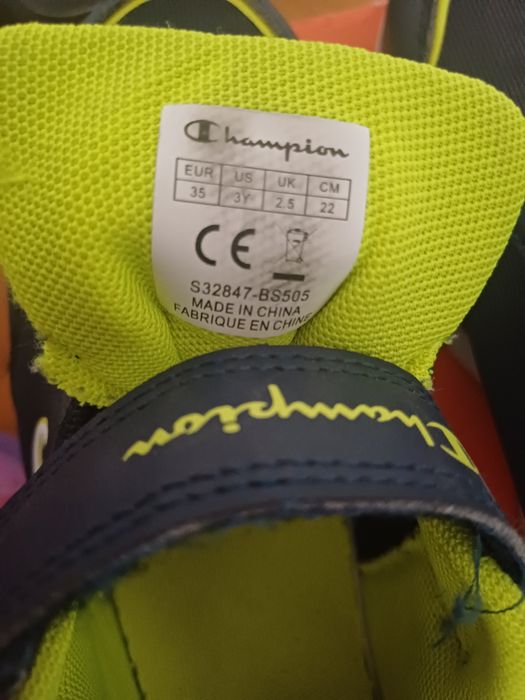 Champion
EUR US UK CM
35 3Y 2.5 22
CE
S32847-BS505
MADE IN CHINA
FABRIQUE EN CHINE
Champion